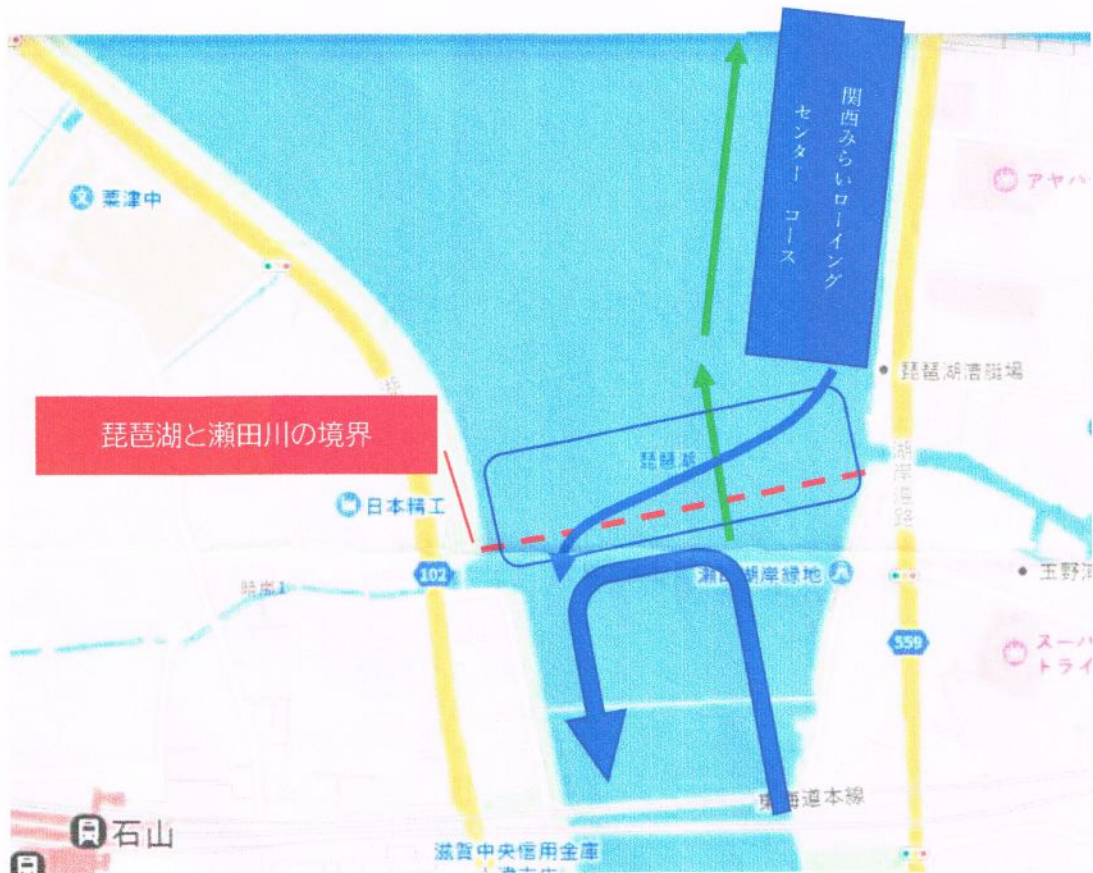 関西みらいローイング
センター コース
アヤハ
粟津中
琵琶湖漕艇場
琵琶湖と瀬田川の境界
琵琶湖
湖岸道路
日本精工
102
晴嵐1
瀬田湖岸緑地
玉野浦
559
スーパ
トライ
東海道本線
石山
滋賀中央信用金庫